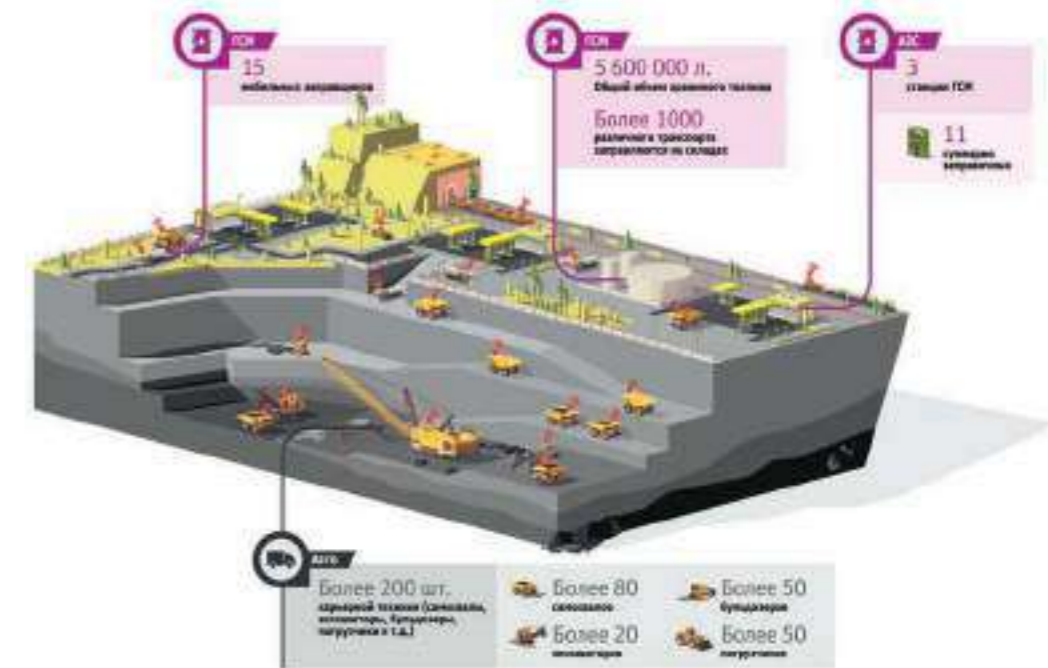 ГСМ
15
мобильных заправщиков
ГСМ
5 600 000 л.
Общий объем хранимого топлива
Более 1000
различного транспорта
заправляется на складах
АЗС
3
станции ГСМ
11
суммарно
заправочных
Авто
Более 200 шт.
карьерной техники (самосвалы,
экскаваторы, бульдозеры,
погрузчики и т.д.)
Более 80
самосвалов
Более 20
экскаваторов
Более 50
бульдозеров
Более 50
погрузчиков